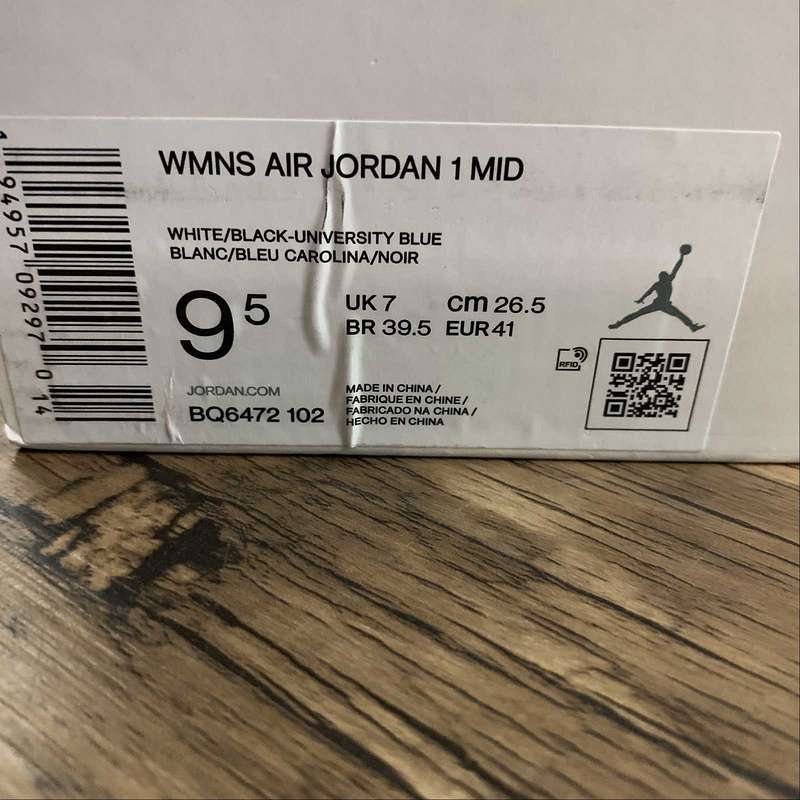 WMNS AIR JORDAN 1 MID
WHITE/BLACK-UNIVERSITY BLUE
BLANC/BLEU CAROLINA/NOIR
9 5
UK 7 cm 26.5
BR 39.5 EUR 41
RFID
JORDAN.COM
BQ6472 102
MADE IN CHINA /
FABRIQUE EN CHINE /
FABRICADO NA CHINA /
HECHO EN CHINA
1 94957 09297 0 14